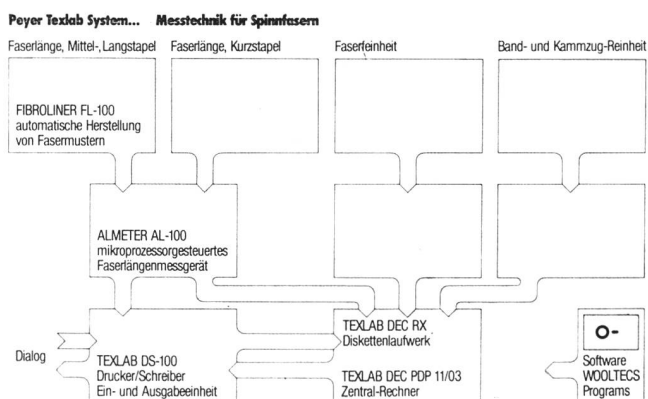 Peyer Texlab System... Messtechnik für Spinnfasern
Faserlänge, Mittel-, Langstapel
Faserlänge, Kurzstapel
Faserfeinheit
Band- und Kammzug-Reinheit
FIBROLINER FL-100
automatische Herstellung
von Fasermustern
ALMETER AL-100
mikroprozessorgesteuertes
Faserlängenmessgerät
Dialog
TEXLAB DS-100
Drucker/Schreiber
Ein- und Ausgabeeinheit
TEXLAB DEC RX
Diskettenlaufwerk
TEXLAB DEC PDP 11/03
Zentral-Rechner
Software
WOOLTECS
Programs